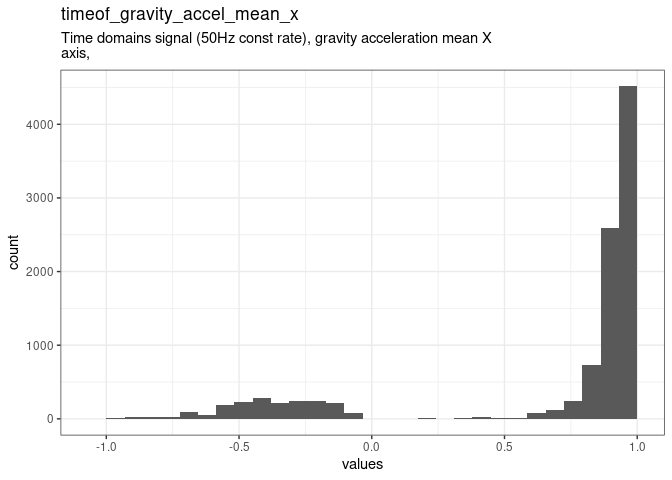 timeof_gravity_accel_mean_x
Time domains signal (50Hz const rate), gravity acceleration mean X
axis,
count
4000
3000
2000
1000
0
-1.0 -0.5 0.0 0.5 1.0
values